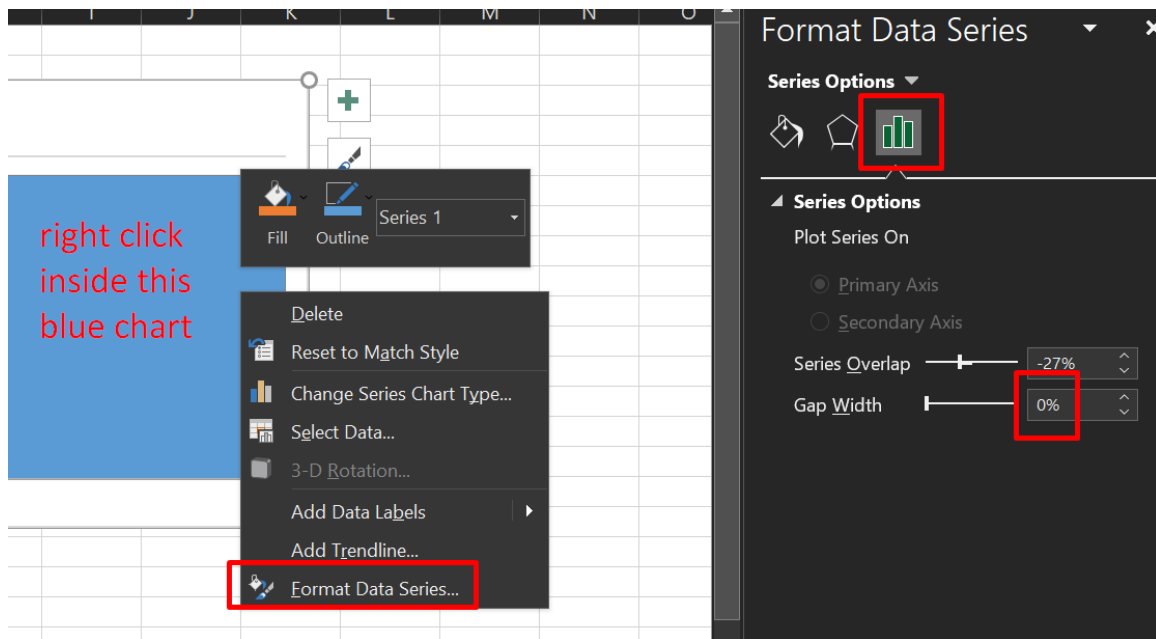 I J K L M N O
right click
inside this
blue chart
Fill Outline Series 1
Delete
Reset to Match Style
Change Series Chart Type...
Select Data...
3-D Rotation...
Add Data Labels
Add Trendline...
Format Data Series...
Format Data Series
Series Options
Series Options
Plot Series On
Primary Axis
Secondary Axis
Series Overlap -27%
Gap Width 0%